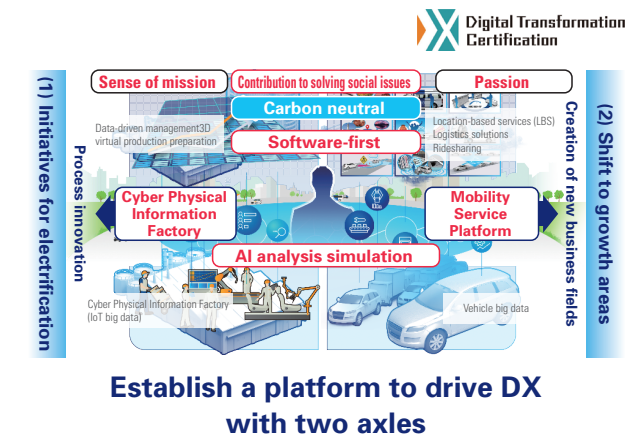 Digital Transformation
Certification
Sense of mission
Contribution to solving social issues
Passion
Carbon neutral
Data-driven management3D
virtual production preparation
Location-based services (LBS)
Logistics solutions
Ridesharing
Software-first
(1) Initiatives for electrification
Process innovation
Cyber Physical
Information
Factory
Mobility
Service
Platform
Creation of new business fields
(2) Shift to growth areas
AI analysis simulation
Cyber Physical Information Factory
(IoT big data)
Vehicle big data
Establish a platform to drive DX
with two axles